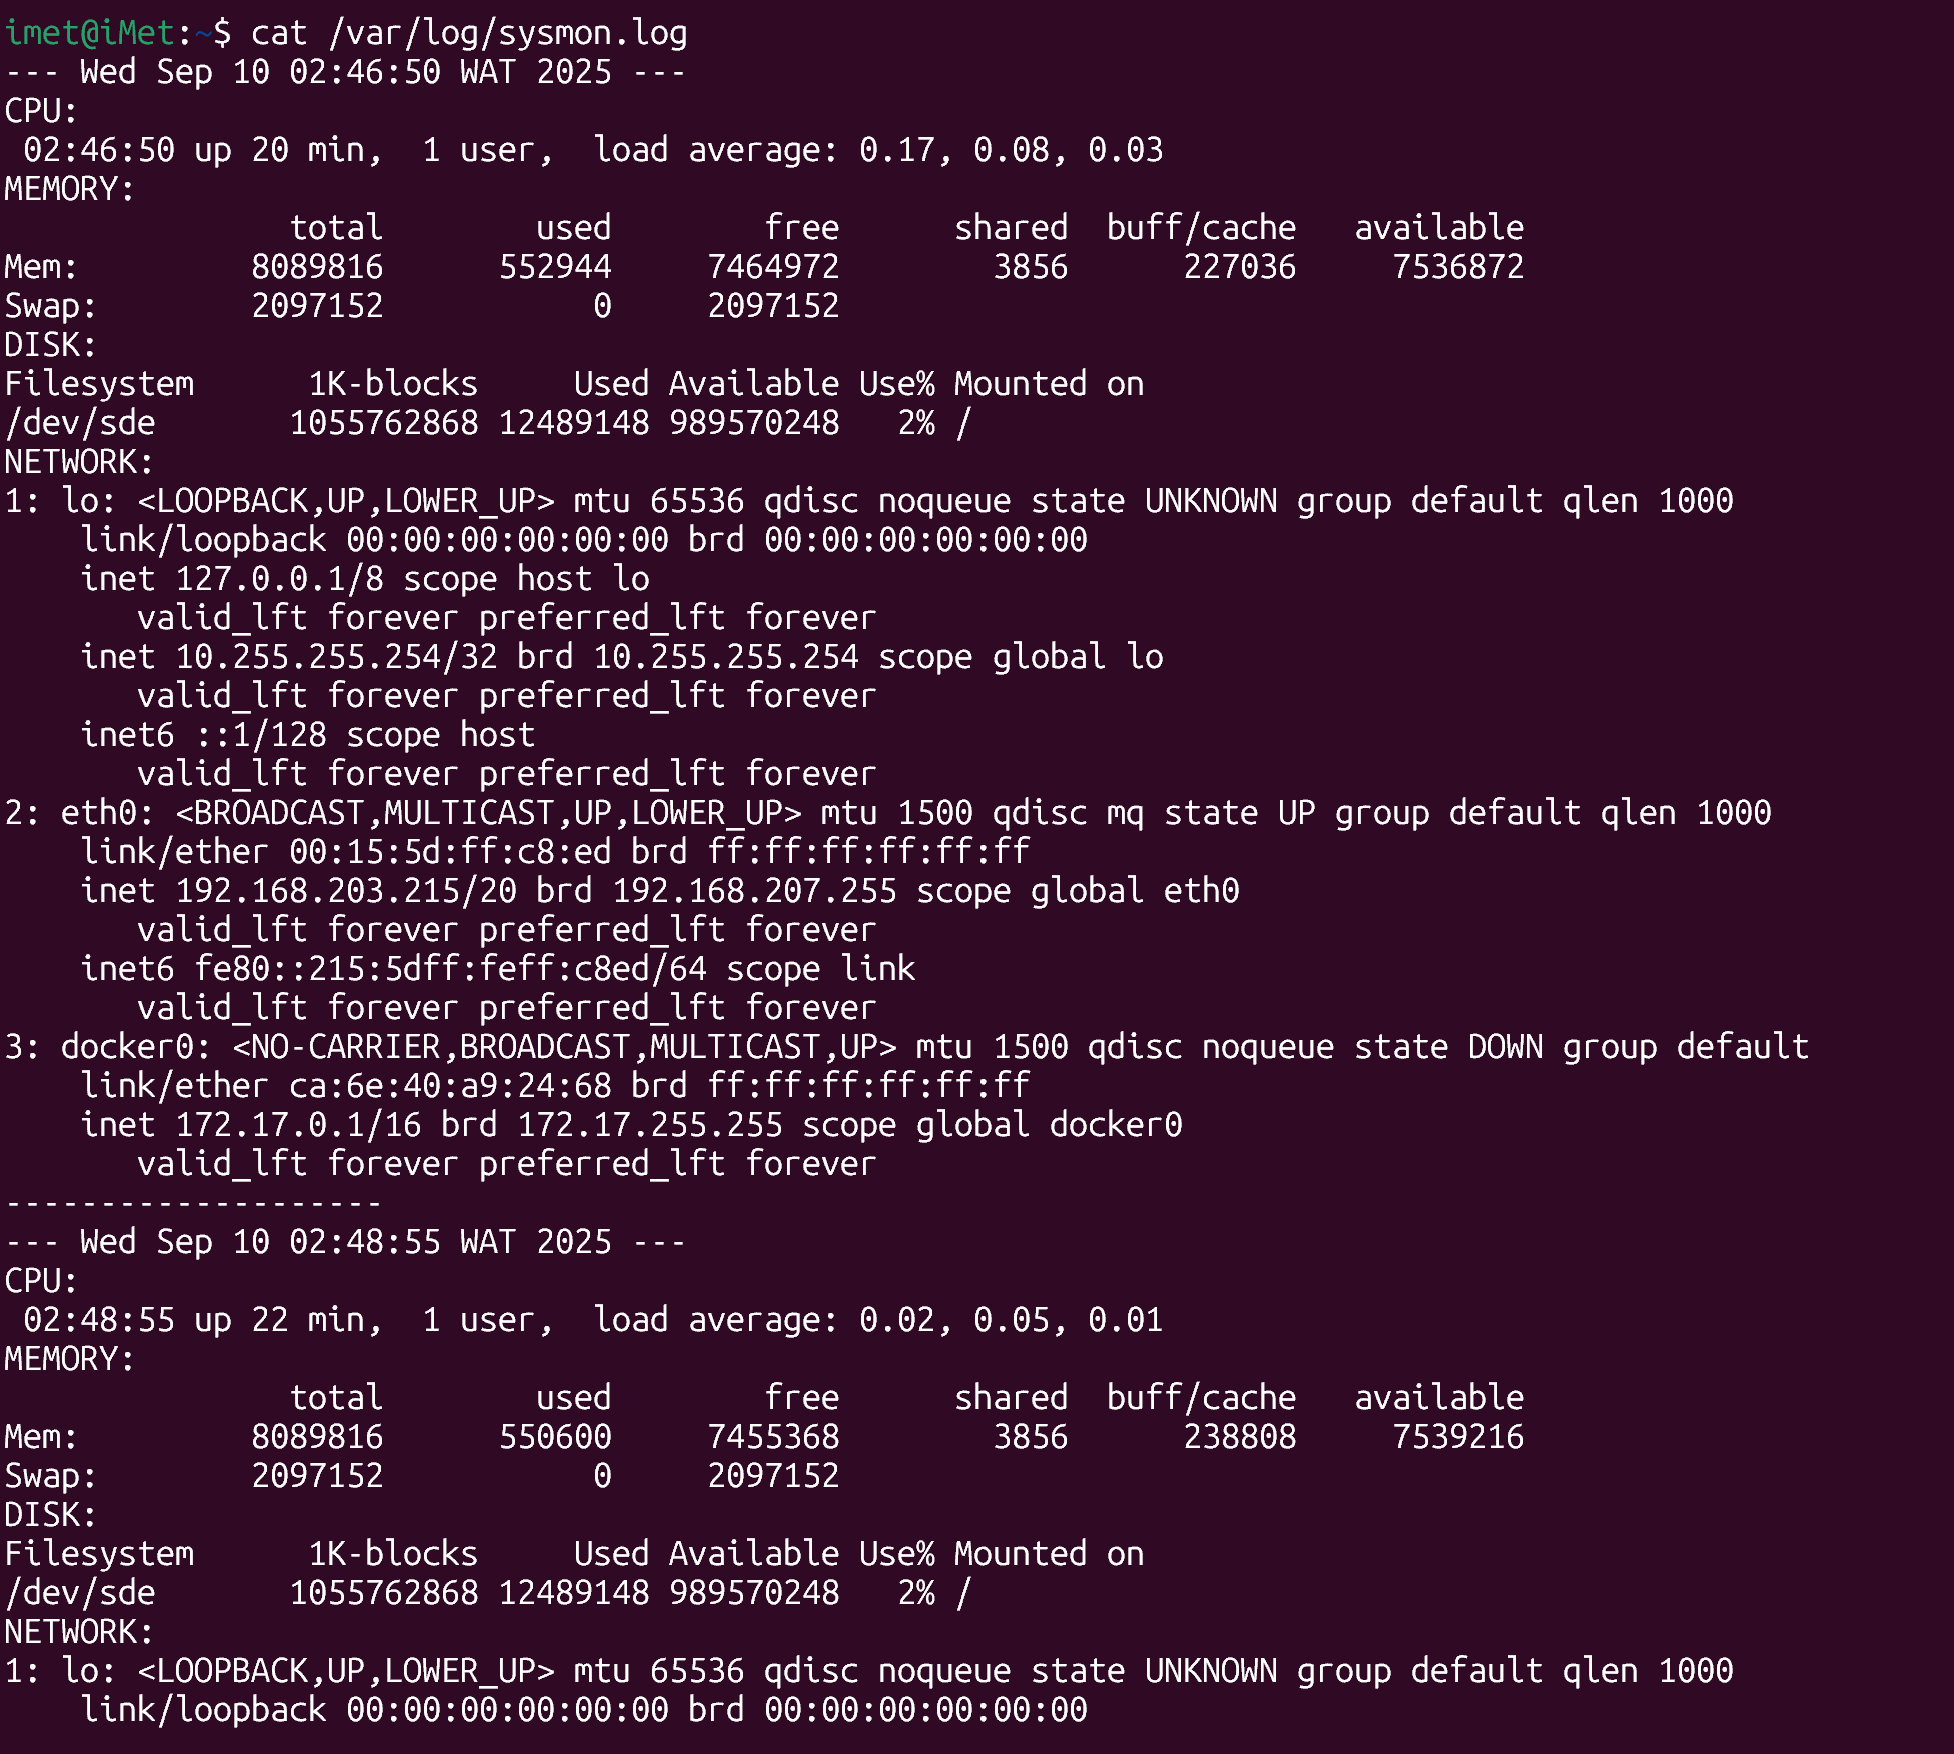 imet@iMet:~$ cat /var/log/sysmon.log
--- Wed Sep 10 02:46:50 WAT 2025 ---
CPU:
 02:46:50 up 20 min,  1 user,  load average: 0.17, 0.08, 0.03
MEMORY:
               total        used        free      shared  buff/cache   available
Mem:         8089816      552944     7464972        3856      227036     7536872
Swap:        2097152           0     2097152
DISK:
Filesystem      1K-blocks     Used Available Use% Mounted on
/dev/sde       1055762868 12489148 989570248   2% /
NETWORK:
1: lo: <LOOPBACK,UP,LOWER_UP> mtu 65536 qdisc noqueue state UNKNOWN group default qlen 1000
    link/loopback 00:00:00:00:00:00 brd 00:00:00:00:00:00
    inet 127.0.0.1/8 scope host lo
       valid_lft forever preferred_lft forever
    inet 10.255.255.254/32 brd 10.255.255.254 scope global lo
       valid_lft forever preferred_lft forever
    inet6 ::1/128 scope host
       valid_lft forever preferred_lft forever
2: eth0: <BROADCAST,MULTICAST,UP,LOWER_UP> mtu 1500 qdisc mq state UP group default qlen 1000
    link/ether 00:15:5d:ff:c8:ed brd ff:ff:ff:ff:ff:ff
    inet 192.168.203.215/20 brd 192.168.207.255 scope global eth0
       valid_lft forever preferred_lft forever
    inet6 fe80::215:5dff:feff:c8ed/64 scope link
       valid_lft forever preferred_lft forever
3: docker0: <NO-CARRIER,BROADCAST,MULTICAST,UP> mtu 1500 qdisc noqueue state DOWN group default
    link/ether ca:6e:40:a9:24:68 brd ff:ff:ff:ff:ff:ff
    inet 172.17.0.1/16 brd 172.17.255.255 scope global docker0
       valid_lft forever preferred_lft forever
--------------------
--- Wed Sep 10 02:48:55 WAT 2025 ---
CPU:
 02:48:55 up 22 min,  1 user,  load average: 0.02, 0.05, 0.01
MEMORY:
               total        used        free      shared  buff/cache   available
Mem:         8089816      550600     7455368        3856      238808     7539216
Swap:        2097152           0     2097152
DISK:
Filesystem      1K-blocks     Used Available Use% Mounted on
/dev/sde       1055762868 12489148 989570248   2% /
NETWORK:
1: lo: <LOOPBACK,UP,LOWER_UP> mtu 65536 qdisc noqueue state UNKNOWN group default qlen 1000
    link/loopback 00:00:00:00:00:00 brd 00:00:00:00:00:00